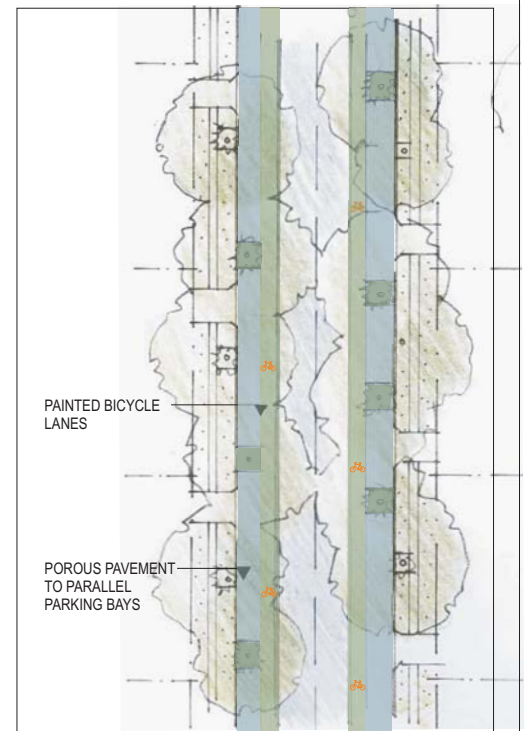 PAINTED BICYCLE
LANES
POROUS PAVEMENT
TO PARALLEL
PARKING BAYS